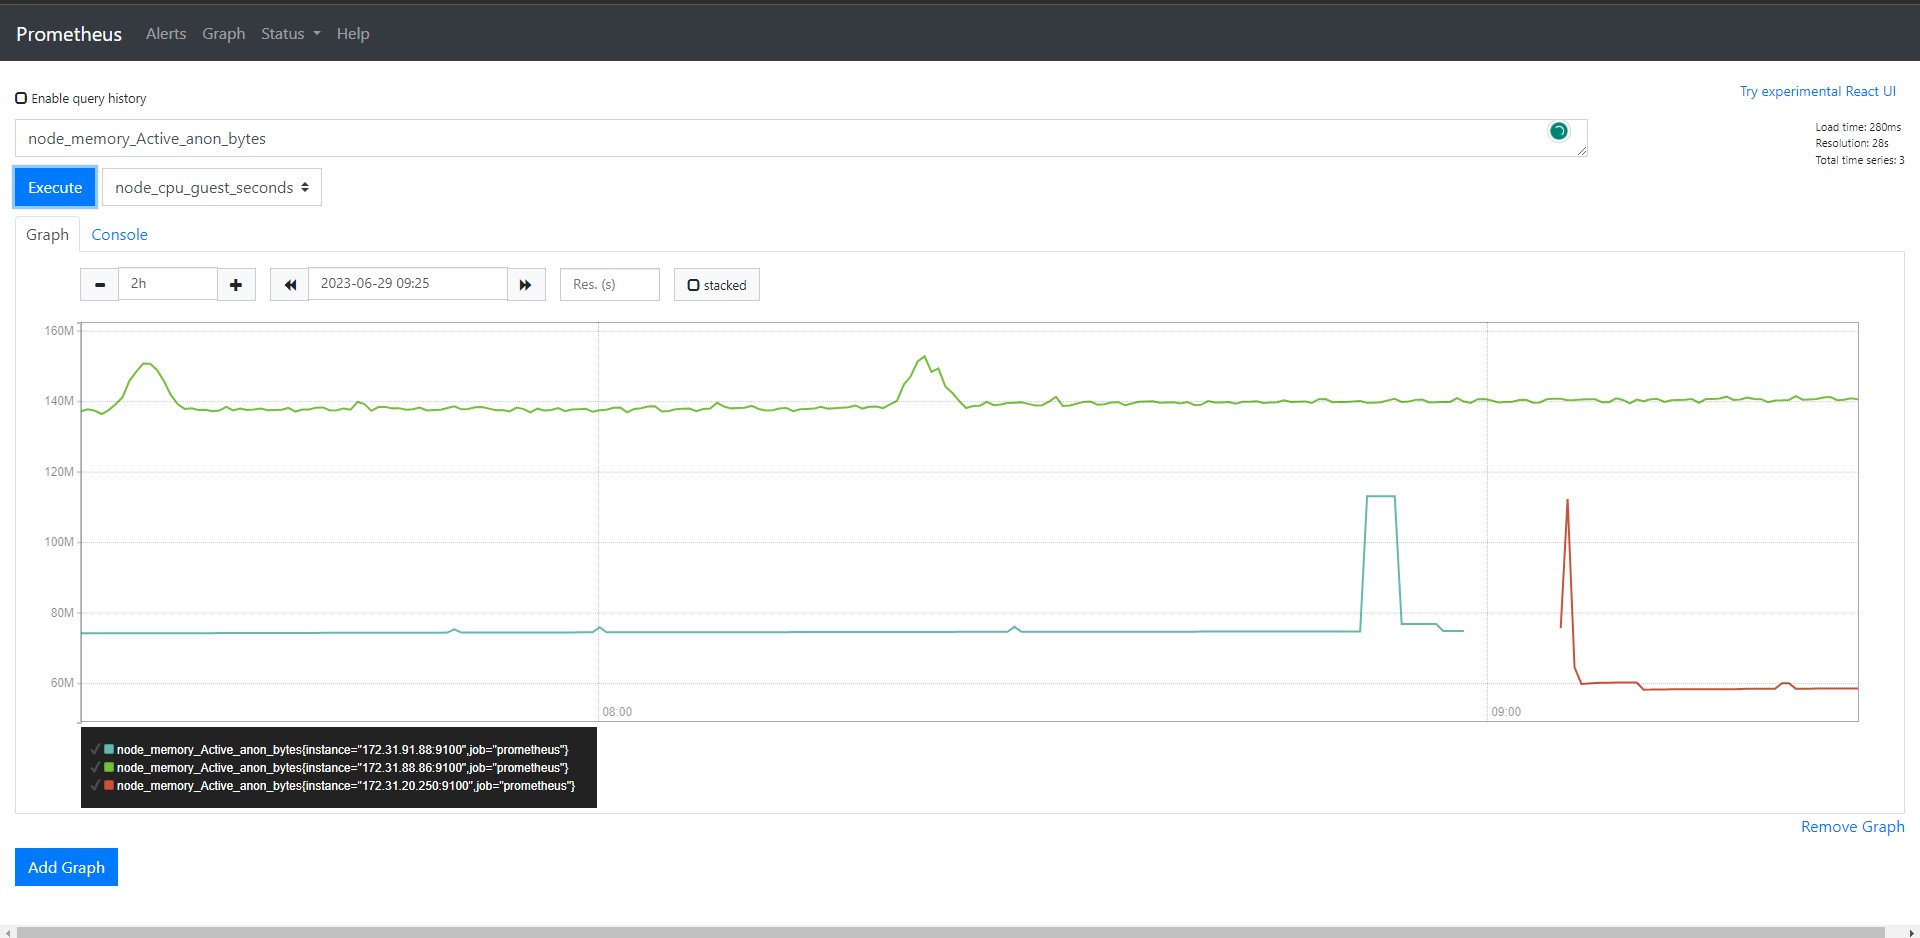 Prometheus Alerts Graph Status Help
Enable query history
Try experimental React UI
node_memory_Active_anon_bytes
Load time: 280ms
Resolution: 28s
Total time series: 3
Execute node_cpu_guest_seconds
Graph Console
2h 2023-06-29 09:25 Res. (s) stacked
160M
140M
120M
100M
80M
60M
08:00 09:00
node_memory_Active_anon_bytes{instance="172.31.91.88:9100",job="prometheus"}
node_memory_Active_anon_bytes{instance="172.31.88.86:9100",job="prometheus"}
node_memory_Active_anon_bytes{instance="172.31.20.250:9100",job="prometheus"}
Remove Graph
Add Graph